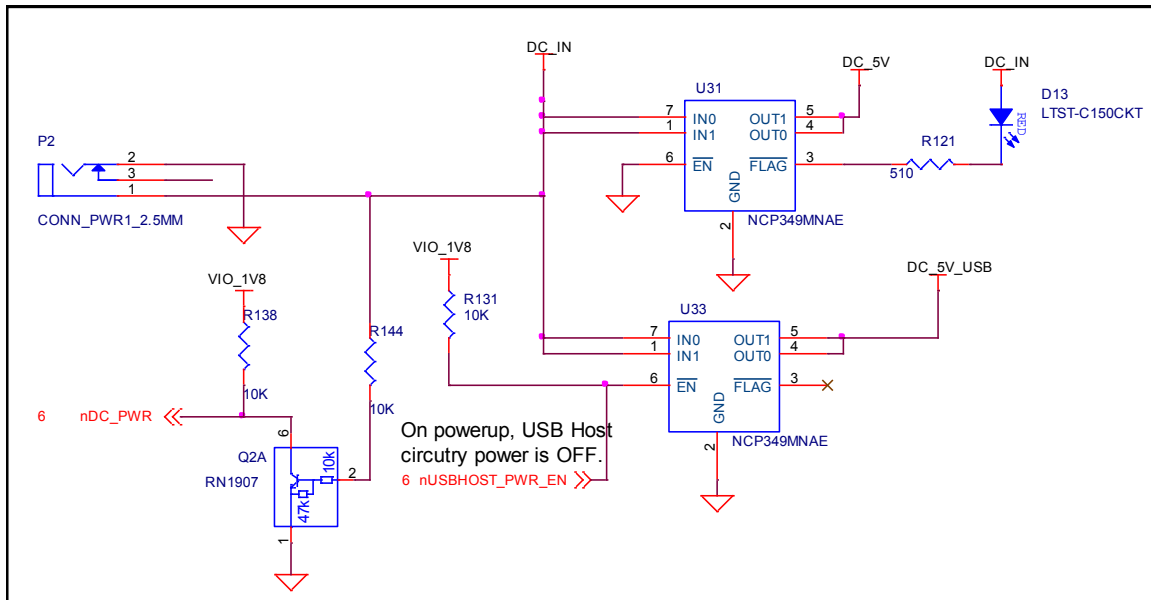 DC_IN
DC_5V
DC_IN
U31
D13
LTST-C150CKT
RED
7 IN0 OUT1 5
1 IN1 OUT0 4
R121
510
6 EN FLAG 3
GND
2
NCP349MNAE
P2
2
3
1
CONN_PWR1_2.5MM
VIO_1V8
DC_5V_USB
VIO_1V8
R131
10K
U33
R138
10K
R144
10K
7 IN0 OUT1 5
1 IN1 OUT0 4
6 EN FLAG 3
GND
2
NCP349MNAE
6 nDC_PWR
On powerup, USB Host
circutry power is OFF.
6 nUSBHOST_PWR_EN
6
Q2A
RN1907
10k
47k
2
1